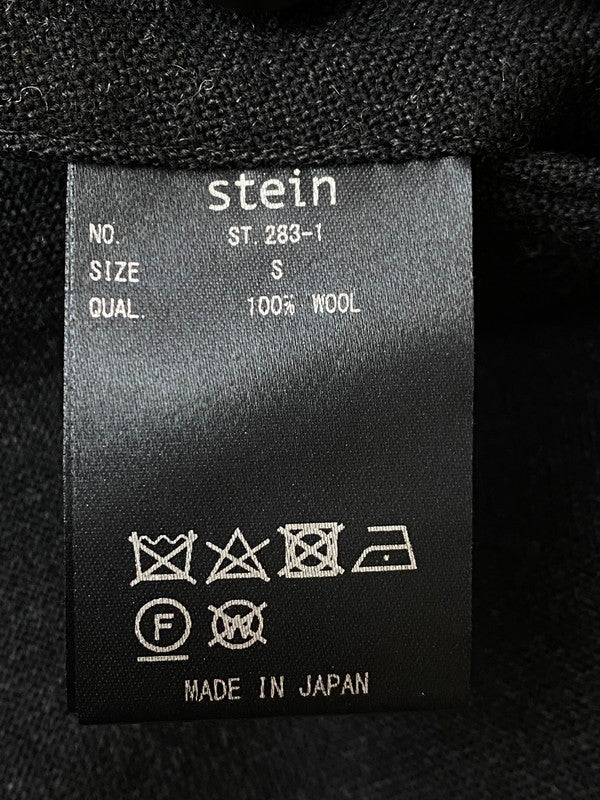 stein
NO. ST.283-1
SIZE S
QUAL. 100% WOOL
F W
MADE IN JAPAN